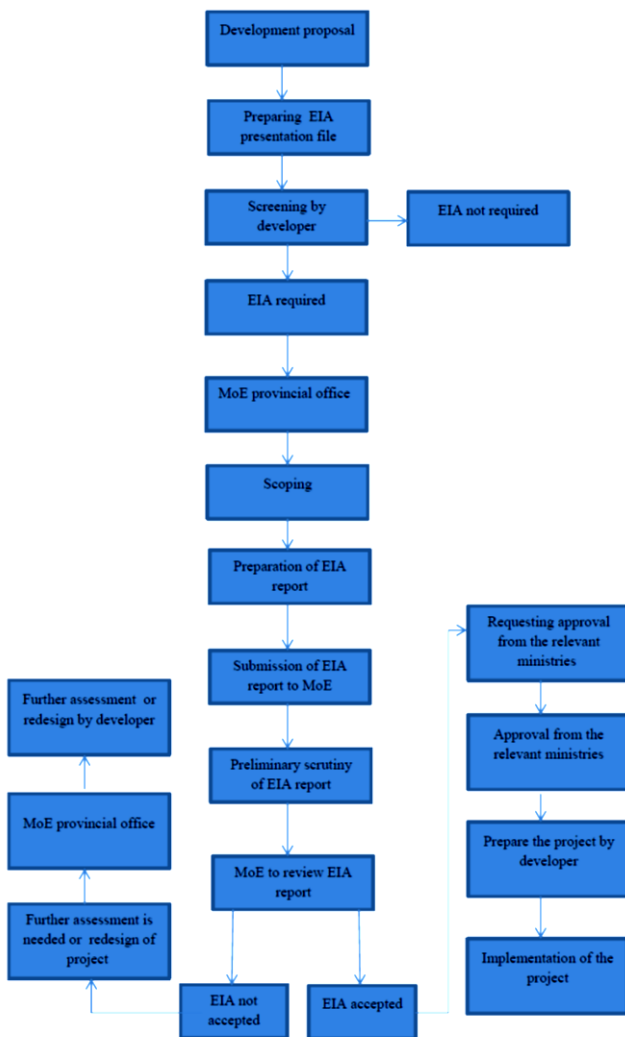 Development proposal
Preparing EIA
presentation file
Screening by
developer
EIA not required
EIA required
MoE provincial office
Scoping
Preparation of EIA
report
Submission of EIA
report to MoE
Preliminary scrutiny
of EIA report
MoE to review EIA
report
EIA not
accepted
EIA accepted
Further assessment is
needed or redesign of
project
MoE provincial office
Further assessment or
redesign by developer
Requesting approval
from the relevant
ministries
Approval from the
relevant ministries
Prepare the project by
developer
Implementation of the
project